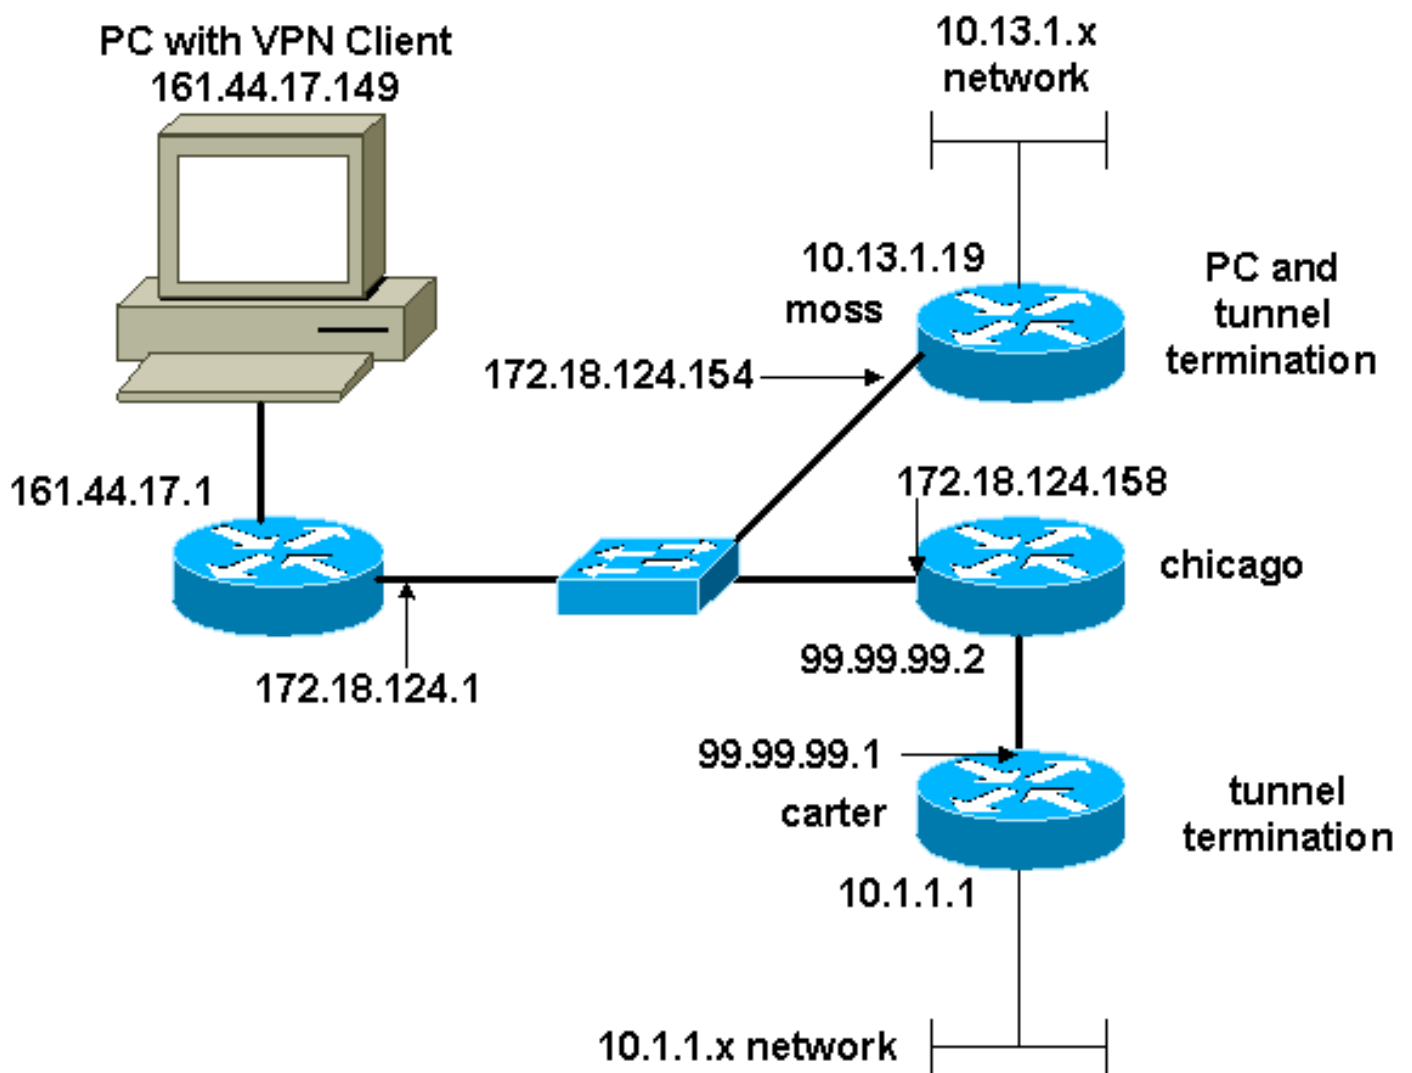 PC with VPN Client
161.44.17.149
10.13.1.x
network
10.13.1.19
moss
PC and
tunnel
termination
172.18.124.154
161.44.17.1
172.18.124.158
chicago
172.18.124.1
99.99.99.2
99.99.99.1
carter
tunnel
termination
10.1.1.1
10.1.1.x network